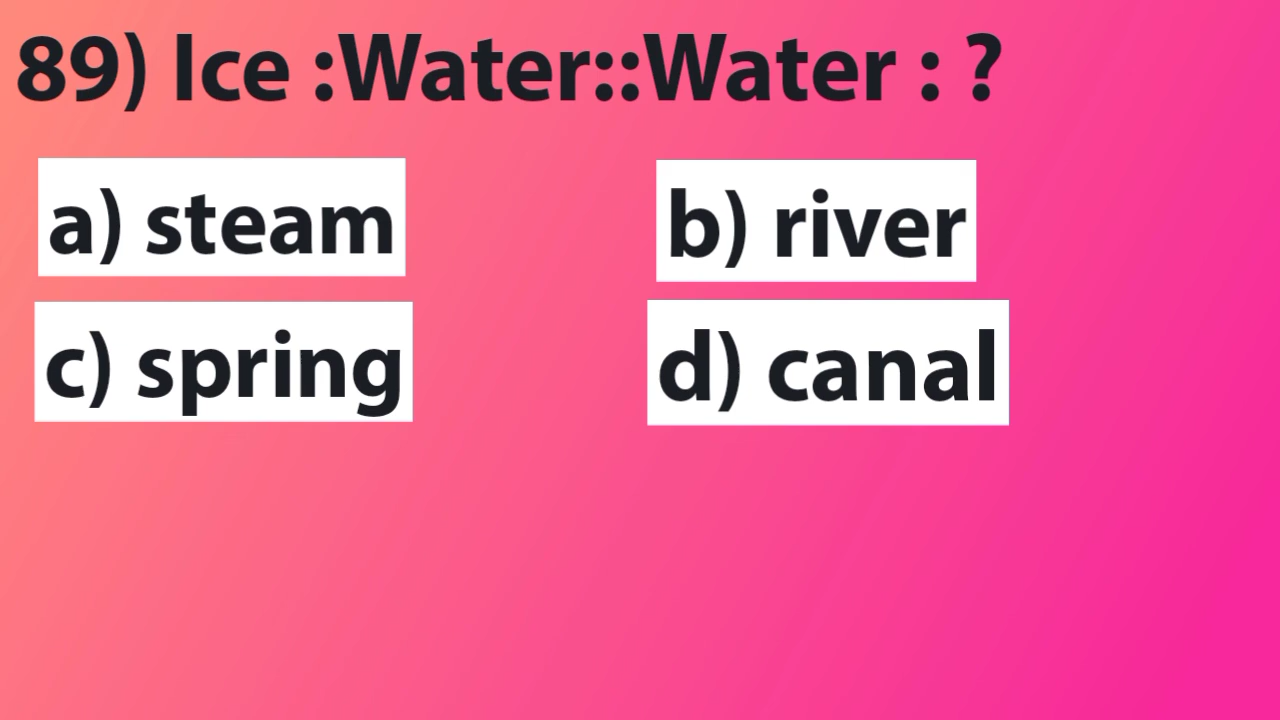 89) Ice :Water::Water : ?
a) steam
b) river
c) spring
d) canal